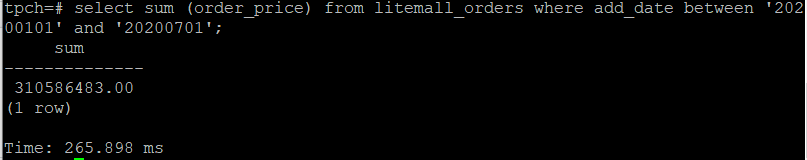 tpch=# select sum (order_price) from litemall_orders where add_date between '202
00101' and '20200701';
sum
--------------
310586483.00
(1 row)
Time: 265.898 ms